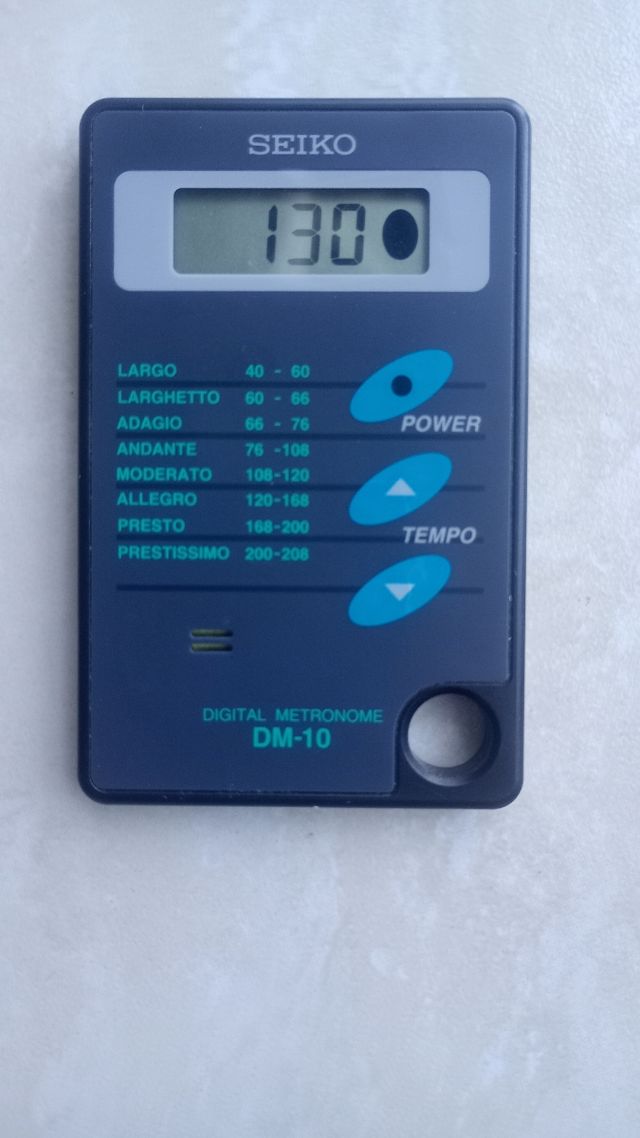 SEIKO
130
LARGO 40 - 60
LARGHETTO 60 - 66
POWER
ADAGIO 66 - 76
ANDANTE 76 -108
MODERATO 108-120
ALLEGRO 120-168
TEMPO
PRESTO 168-200
PRESTISSIMO 200-208
DIGITAL METRONOME
DM-10